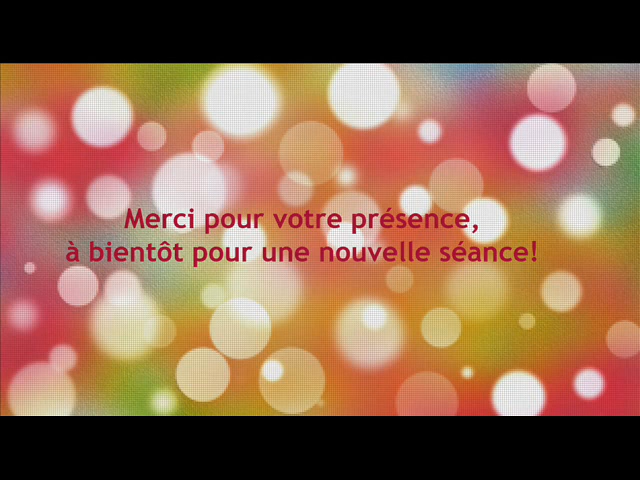 Merci pour votre présence,
à bientôt pour une nouvelle séance!